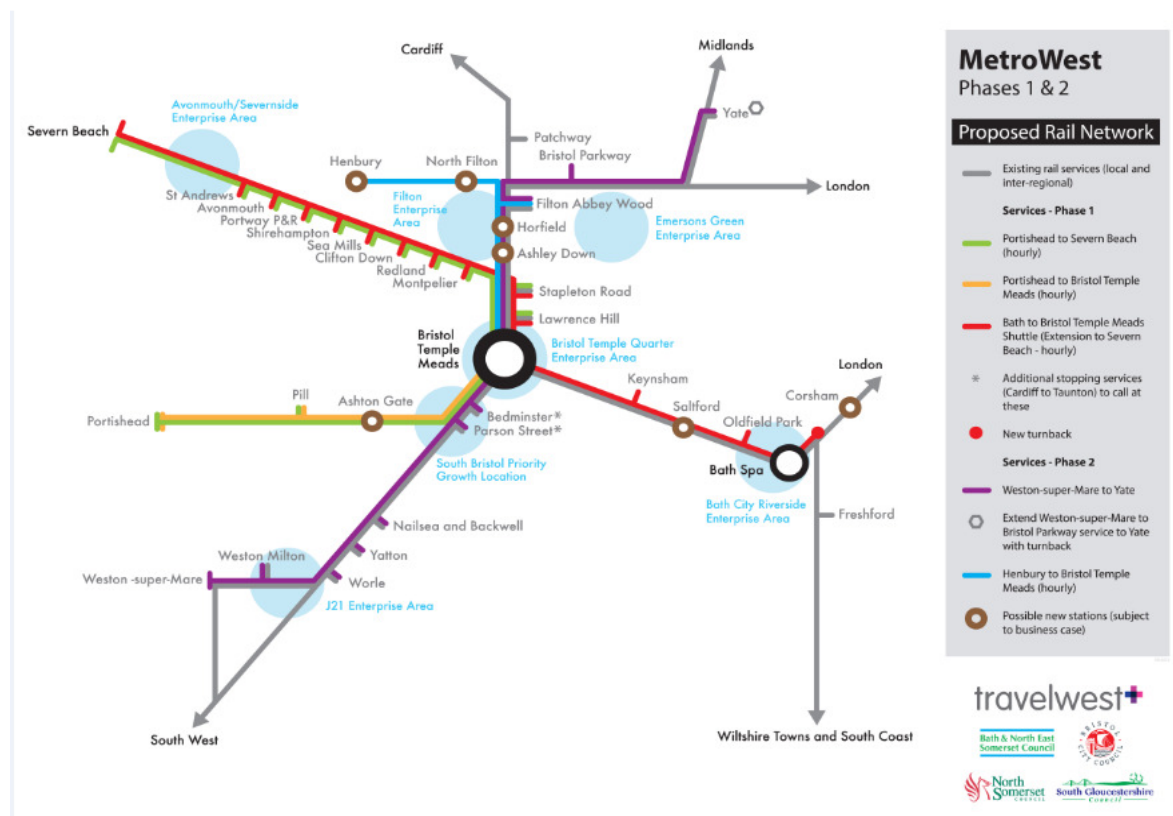 Cardiff
Midlands
Avonmouth/Severnside
Enterprise Area
Severn Beach
Yate
Patchway
Henbury
North Filton
Bristol Parkway
London
St Andrews
Avonmouth
Portway P&R
Shirehampton
Sea Mills
Clifton Down
Redland
Montpelier
Filton
Enterprise
Area
Filton Abbey Wood
Horfield
Ashley Down
Emersons Green
Enterprise Area
Stapleton Road
Lawrence Hill
Bristol
Temple
Meads
Bristol Temple Quarter
Enterprise Area
London
Keynsham
Corsham
Saltford
Oldfield Park
Bath Spa
Bath City Riverside
Enterprise Area
Freshford
Pill
Ashton Gate
Portishead
Bedminster*
Parson Street*
South Bristol Priority
Growth Location
Nailsea and Backwell
Weston Milton
Yatton
Weston -super-Mare
Worle
J21 Enterprise Area
South West
Wiltshire Towns and South Coast
MetroWest
Phases 1 & 2
Proposed Rail Network
Existing rail services (local and
inter-regional)
Services - Phase 1
Portishead to Severn Beach
(hourly)
Portishead to Bristol Temple
Meads (hourly)
Bath to Bristol Temple Meads
Shuttle (Extension to Severn
Beach - hourly)
* Additional stopping services
(Cardiff to Taunton) to call at
these
New turnback
Services - Phase 2
Weston-super-Mare to Yate
Extend Weston-super-Mare to
Bristol Parkway service to Yate
with turnback
Henbury to Bristol Temple
Meads (hourly)
Possible new stations (subject
to business case)
travelwest
Bath & North East
Somerset Council
BRISTOL
CITY COUNCIL
North
Somerset
COUNCIL
South Gloucestershire
Council